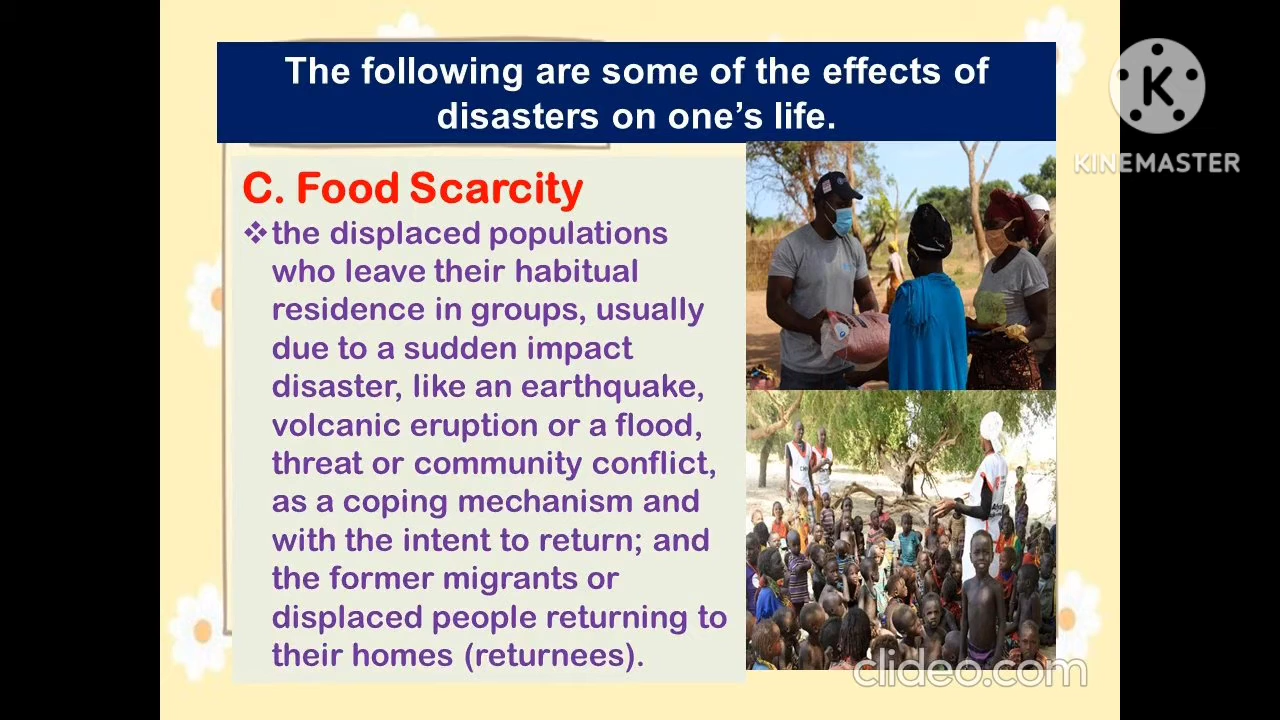 The following are some of the effects of
disasters on one's life.
K
KINEMASTER
C. Food Scarcity
❖ the displaced populations
who leave their habitual
residence in groups, usually
due to a sudden impact
disaster, like an earthquake,
volcanic eruption or a flood,
threat or community conflict,
as a coping mechanism and
with the intent to return; and
the former migrants or
displaced people returning to
their homes (returnees).
clideo.com